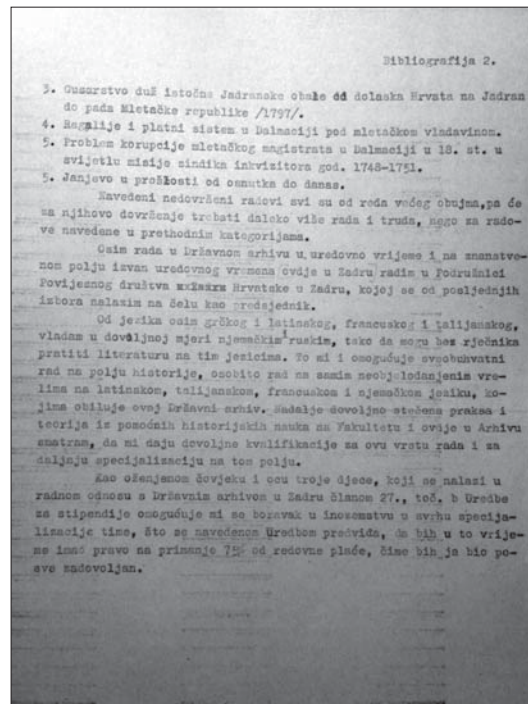 Bibliografija 2.
3. Gusarstvo duž istočne Jadranske obale od dolaska Hrvata na Jadran
do pada Mletačke republike /1797/.
4. Regalije i platni sistem u Dalmaciji pod mletačkom vladavinom.
5. Problem korupcije mletačkog magistrata u Dalmaciji u 18. st. u
svijetlu misije sindika inkvizitora god. 1748-1751.
5. Janjevo u prošlosti od osnutka do danas.
Navedeni nedovršeni radovi svi su od reda većeg obujma,pa će
za njihovo dovršenje trebati daleko više rada i truda, nego za rado-
ve navedene u prethodnim kategorijama.
Osim rada u Državnom arhivu u uredovno vrijeme i na znanstve-
nom polju izvan uredovnog vremena ovdje u Zadru radim u Podružnici
Povijesnog društva Hrvatske u Zadru, kojoj se od posljednjih
izbora nalazim na čelu kao predsjednik.
Od jezika osim grčkog i latinskog, francuskog i talijanskog,
vladam u dovoljnoj mjeri njemačkim i ruskim, tako da mogu bez rječnika
pratiti literaturu na tim jezicima. To mi i omogućuje sveobuhvatni
rad na polju historije, osobito rad na samim neobjelodanjenim vre-
lima na latinskom, talijanskom, francuskom i njemačkom jeziku, ko-
jima obiluje ovaj Državni arhiv. Nadalje dovoljno stečena praksa i
teorija iz pomoćnih historijskih nauka na Fakultetu i ovdje u Arhivu
smatram, da mi daju dovoljne kvalifikacije za ovu vrstu rada i za
daljnju specijalizaciju na tom polju.
Kao oženjenom čovjeku i ocu troje djece, koji se nalazi u
radnom odnosu s Državnim arhivom u Zadru članom 27., toč. b Uredbe
za stipendije omogućuje mi se boravak u inozemstvu u svrhu specija-
lizacije time, što se navedenom Uredbom predviđa, da bih u to vrije-
me imao pravo na primanje 75% od redovne plaće, čime bih ja bio po-
sve zadovoljan.